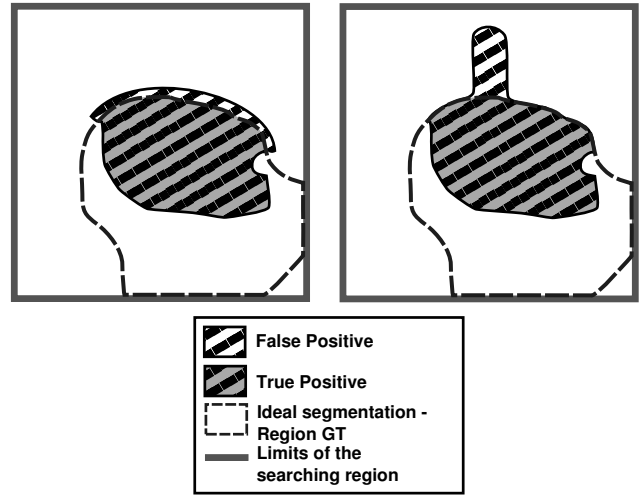 False Positive
True Positive
Ideal segmentation -
Region GT
Limits of the
searching region